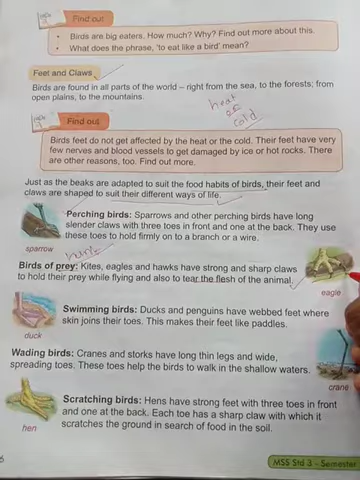 Find out
• Birds are big eaters. How much? Why? Find out more about this.
• What does the phrase, 'to eat like a bird' mean?
Feet and Claws
Birds are found in all parts of the world – right from the sea, to the forests; from
open plains, to the mountains.
heat
or
cold
Find out
Birds feet do not get affected by the heat or the cold. Their feet have very
few nerves and blood vessels to get damaged by ice or hot rocks. There
are other reasons, too. Find out more.
Just as the beaks are adapted to suit the food habits of birds, their feet and
claws are shaped to suit their different ways of life.
Perching birds: Sparrows and other perching birds have long
slender claws with three toes in front and one at the back. They use
these toes to hold firmly on to a branch or a wire.
sparrow
Birds of prey: Kites, eagles and hawks have strong and sharp claws
to hold their prey while flying and also to tear the flesh of the animal.
eagle
Swimming birds: Ducks and penguins have webbed feet where
skin joins their toes. This makes their feet like paddles.
duck
Wading birds: Cranes and storks have long thin legs and wide,
spreading toes. These toes help the birds to walk in the shallow waters.
crane
Scratching birds: Hens have strong feet with three toes in front
and one at the back. Each toe has a sharp claw with which it
scratches the ground in search of food in the soil.
hen
6
MSS Std 3 - Semester